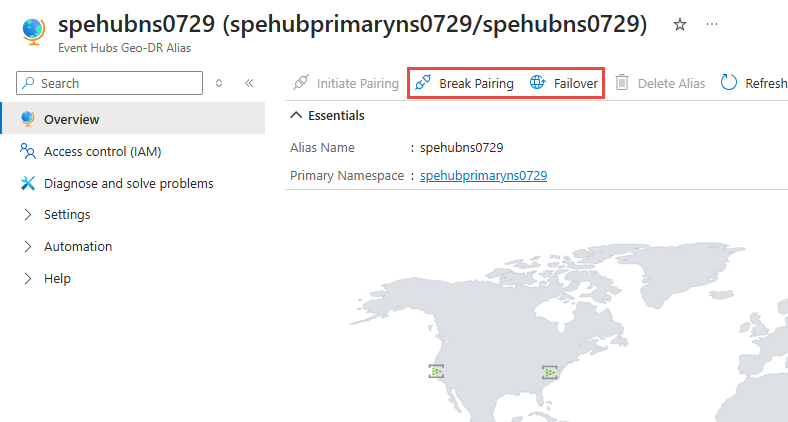 spehubns0729 (spehubprimaryns0729/spehubns0729)
Event Hubs Geo-DR Alias
Search
Initiate Pairing Break Pairing Failover Delete Alias Refresh
Overview
Access control (IAM)
Diagnose and solve problems
Settings
Automation
Help
Essentials
Alias Name : spehubns0729
Primary Namespace : spehubprimaryns0729